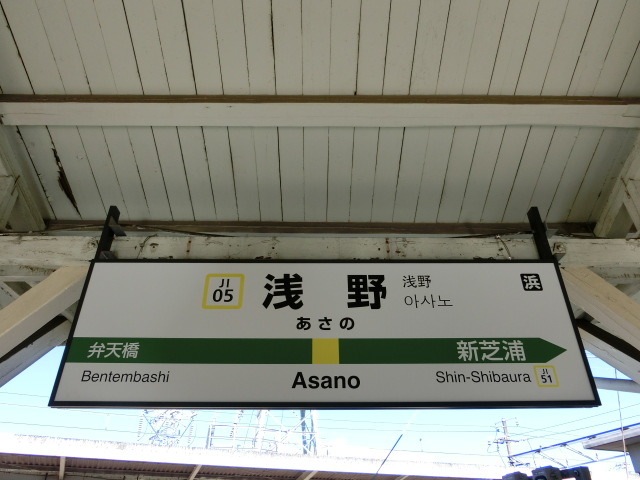 JI
05
浅 野
浅野
아사노
浜
あさの
弁天橋
新芝浦
Bentembashi
Asano
Shin-Shibaura
JI
51